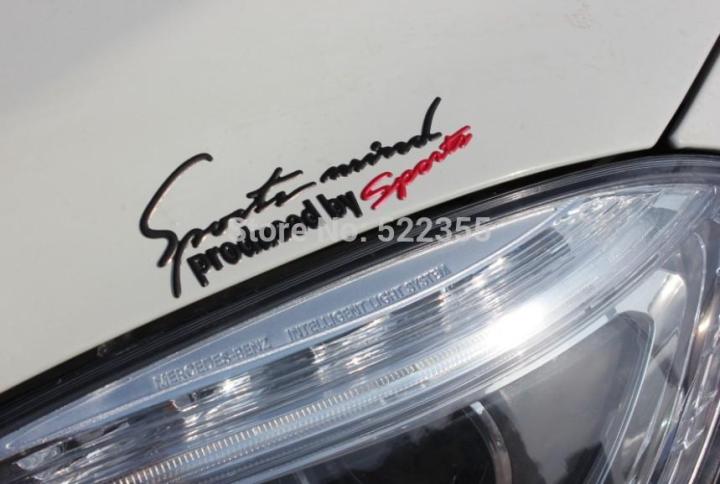 Sports mind
produced by Sports
Store No. 522355
MERCEDES-BENZ INTELLIGENT LIGHT SYSTEM